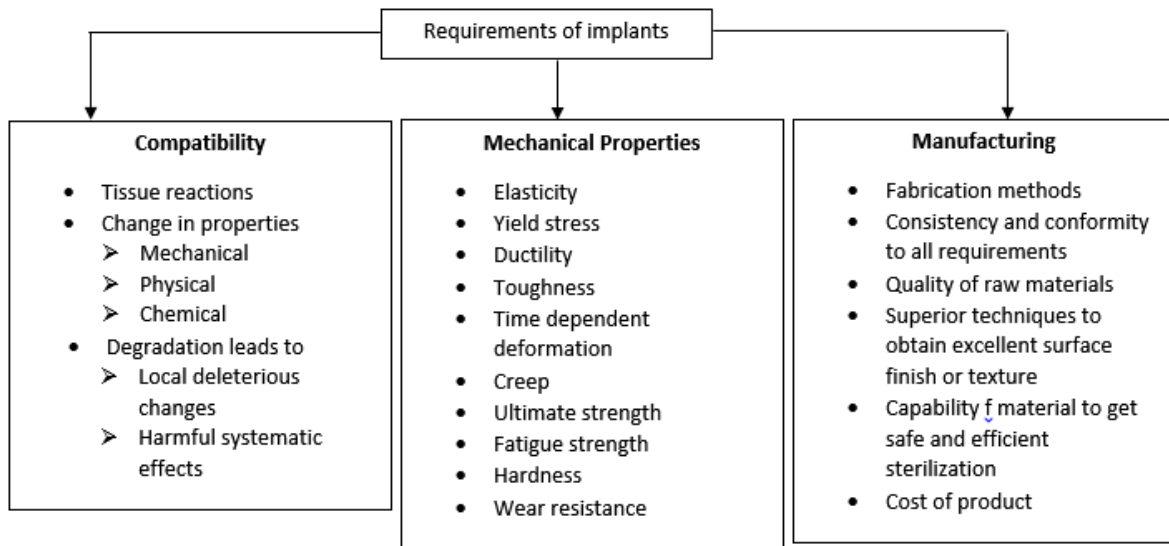 Requirements of implants
Compatibility
• Tissue reactions
• Change in properties
➢ Mechanical
➢ Physical
➢ Chemical
• Degradation leads to
➢ Local deleterious
changes
➢ Harmful systematic
effects
Mechanical Properties
• Elasticity
• Yield stress
• Ductility
• Toughness
• Time dependent
deformation
• Creep
• Ultimate strength
• Fatigue strength
• Hardness
• Wear resistance
Manufacturing
• Fabrication methods
• Consistency and conformity
to all requirements
• Quality of raw materials
• Superior techniques to
obtain excellent surface
finish or texture
• Capability f material to get
safe and efficient
sterilization
• Cost of product